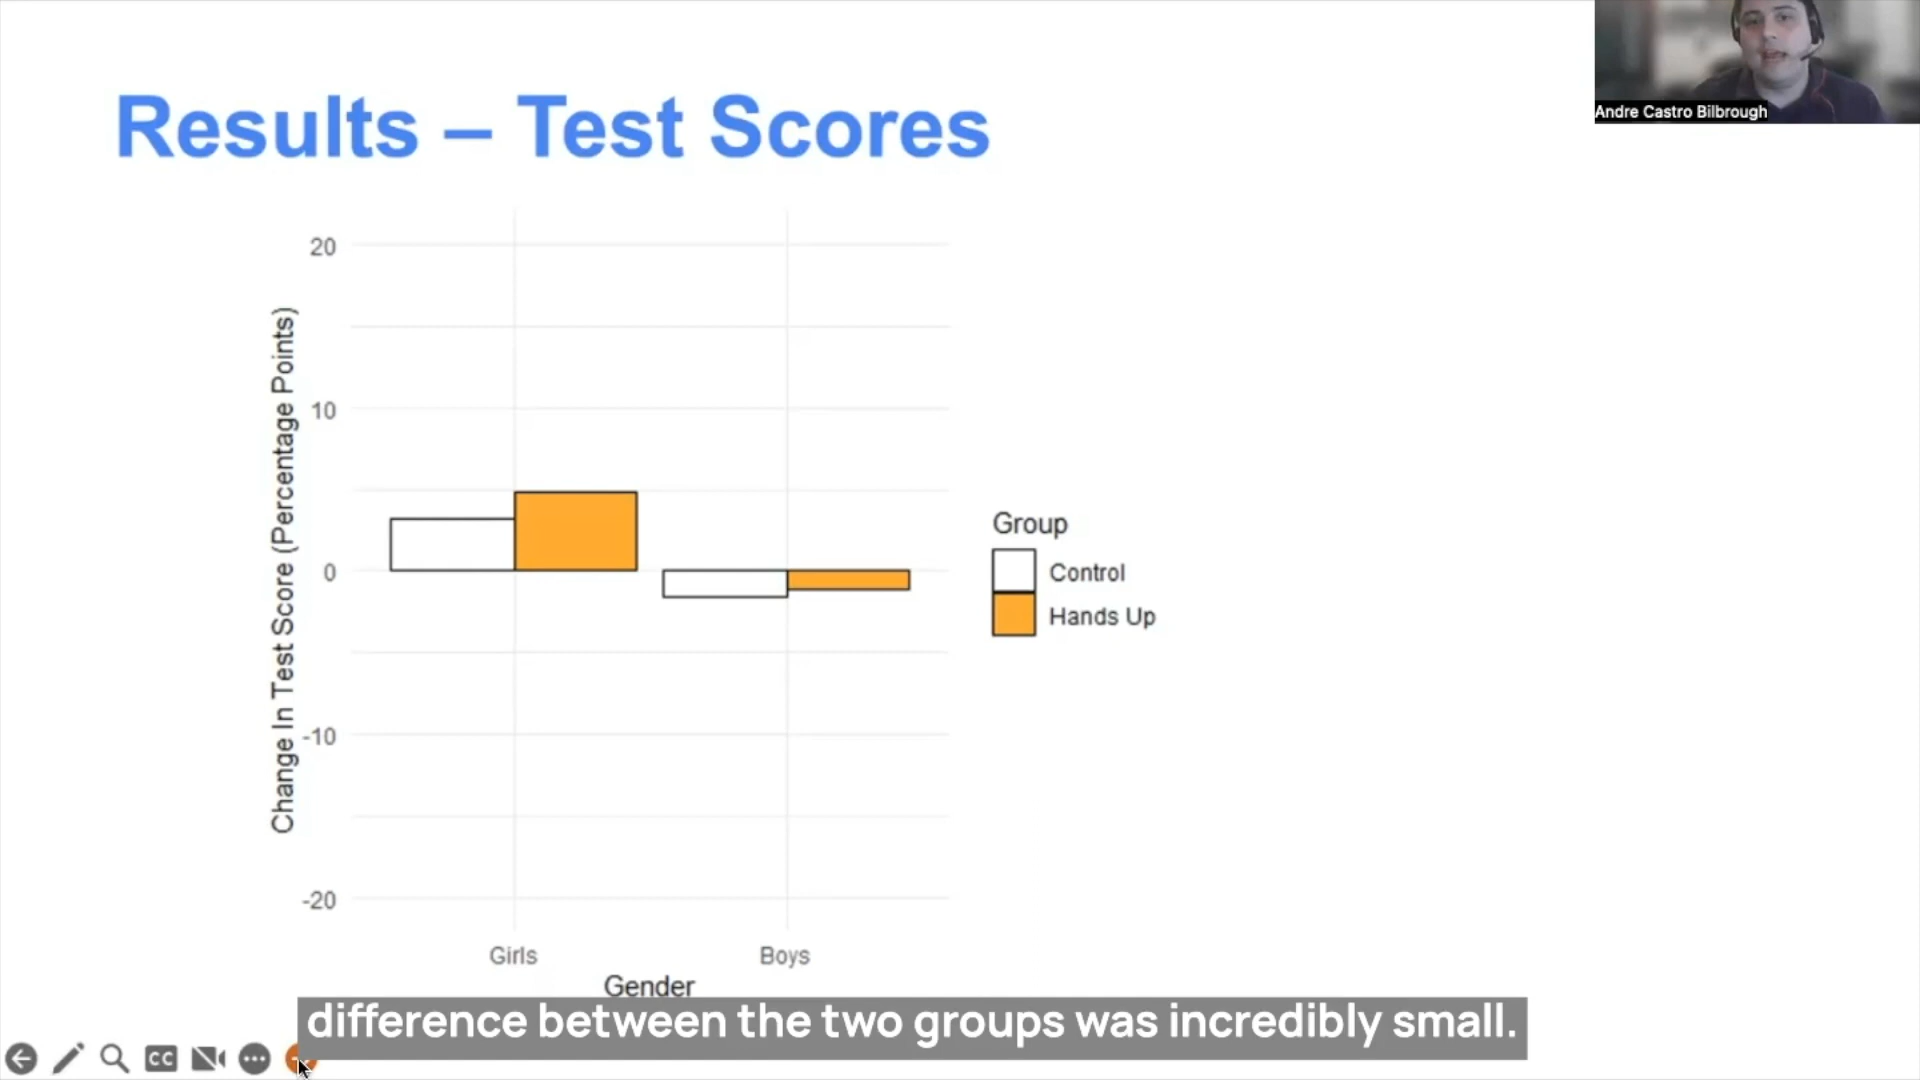 Results – Test Scores
Andre Castro Bilbrough
Change In Test Score (Percentage Points)
20
10
0
-10
-20
Girls
Boys
Gender
Group
Control
Hands Up
difference between the two groups was incredibly small.
CC